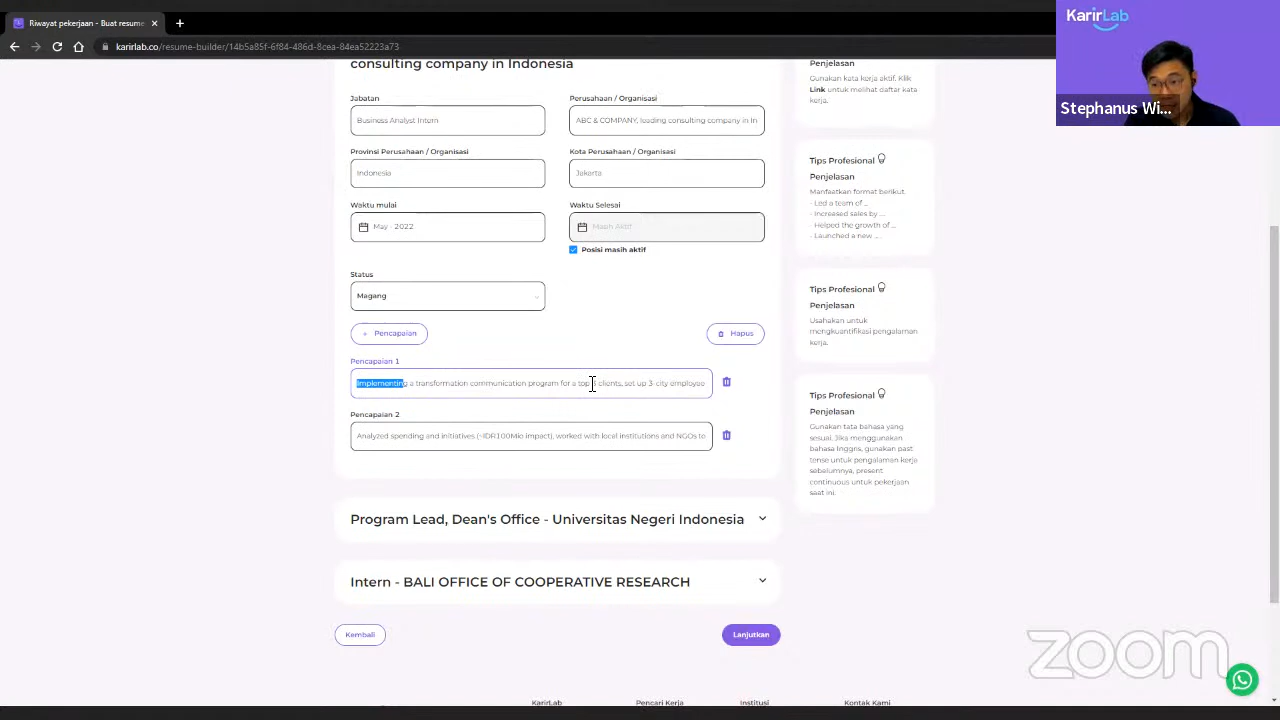 Riwayat pekerjaan - Buat resume
karirlab.co/resume-builder/14b5a85f-6f84-486d-8cea-84ea52223a73
KarirLab
Stephanus Wi...
consulting company in Indonesia
Jabatan
Perusahaan / Organisasi
Business Analyst Intern
ABC & COMPANY, leading consulting company in In
Provinsi Perusahaan / Organisasi
Kota Perusahaan / Organisasi
Indonesia
Jakarta
Waktu mulai
Waktu Selesai
May - 2022
Masih Aktif
Posisi masih aktif
Status
Magang
+ Pencapaian
Hapus
Pencapaian 1
Implementing a transformation communication program for a top clients, set up 3-city employee
Pencapaian 2
Analyzed spending and initiatives (~IDR100Mio impact), worked with local institutions and NGOs to
Program Lead, Dean's Office - Universitas Negeri Indonesia
Intern - BALI OFFICE OF COOPERATIVE RESEARCH
Kembali
Lanjutkan
Penjelasan
Gunakan kata kerja aktif. Klik
Link untuk melihat daftar kata
kerja.
Tips Profesional
Penjelasan
Manfaatkan format berikut.
- Led a team of ...
- Increased sales by ...
- Helped the growth of ...
- Launched a new ...
Tips Profesional
Penjelasan
Usahakan untuk
mengkuantifikasi pengalaman
kerja.
Tips Profesional
Penjelasan
Gunakan tata bahasa yang
sesuai. Jika menggunakan
bahasa Inggris, gunakan past
tense untuk pengalaman kerja
sebelumnya, present
continuous untuk pekerjaan
saat ini.
zoom
KarirLab
Pencari Kerja
Institusi
Kontak Kami